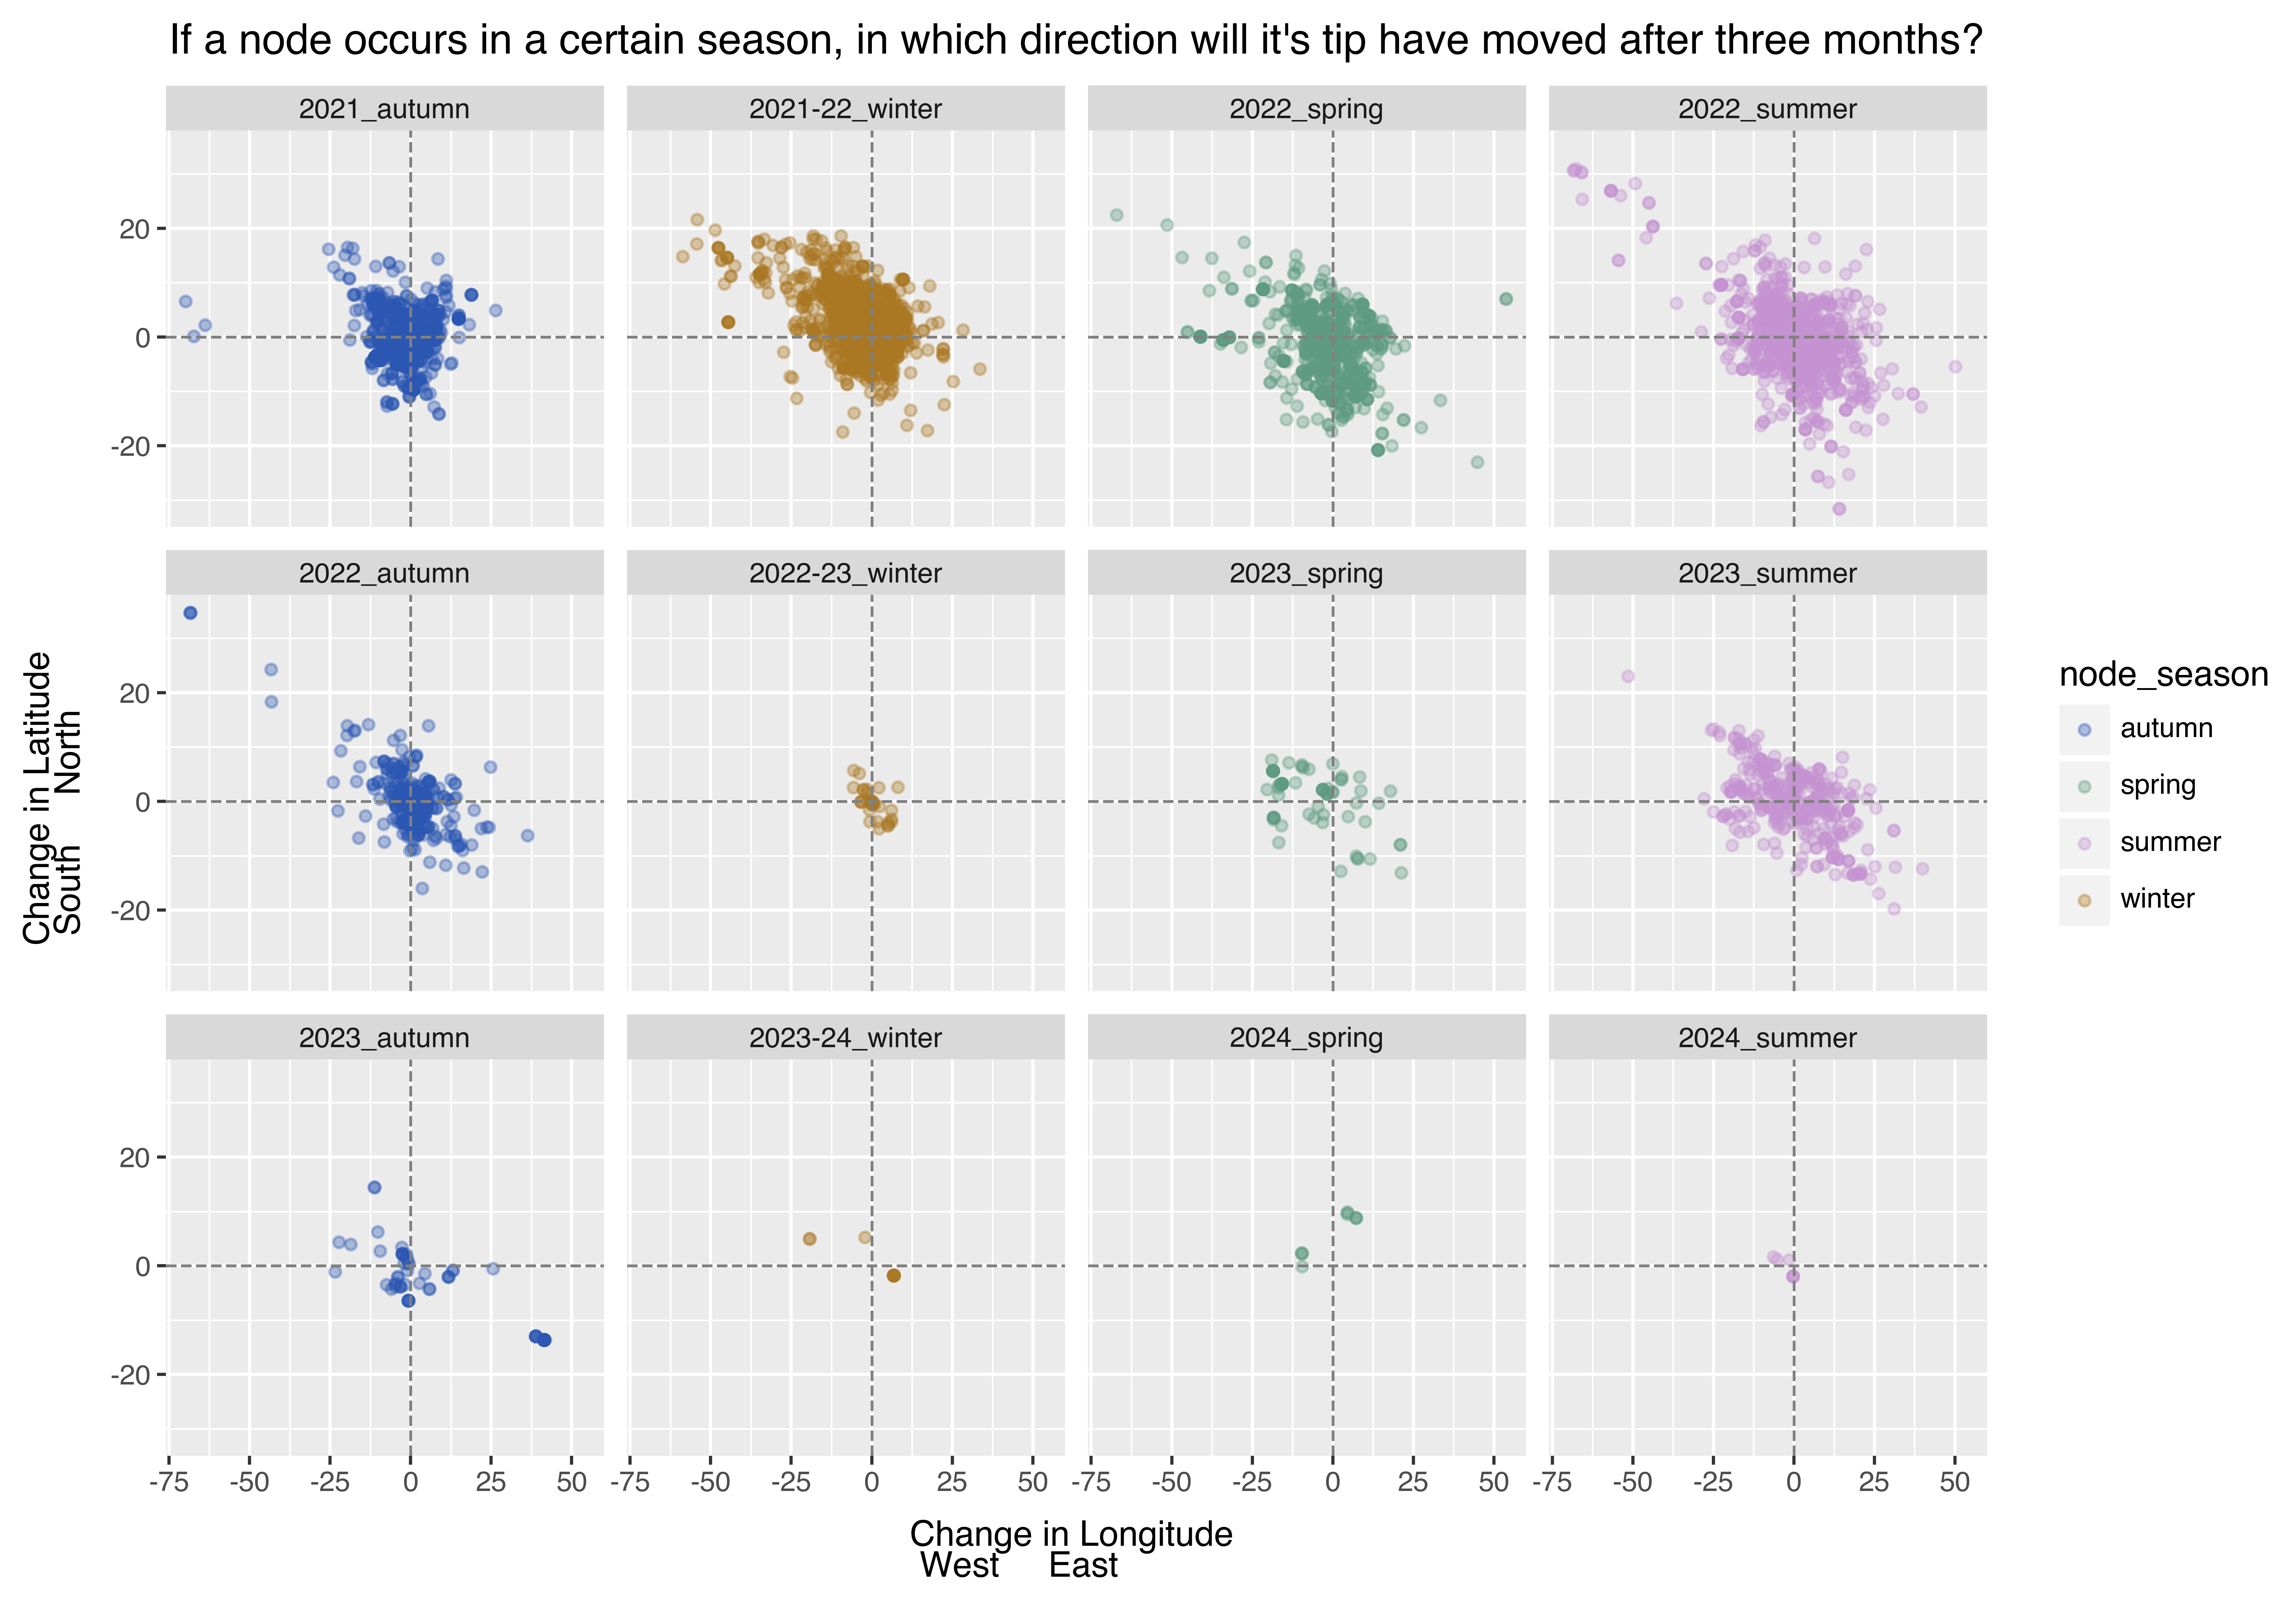 If a node occurs in a certain season, in which direction will it's tip have moved after three months?
2021_autumn
2021-22_winter
2022_spring
2022_summer
20
0
-20
2022_autumn
2022-23_winter
2023_spring
2023_summer
20
0
-20
2023_autumn
2023-24_winter
2024_spring
2024_summer
20
0
-20
-75 -50 -25 0 25 50
-75 -50 -25 0 25 50
-75 -50 -25 0 25 50
-75 -50 -25 0 25 50
Change in Longitude
West East
Change in Latitude
South North
node_season
autumn
spring
summer
winter